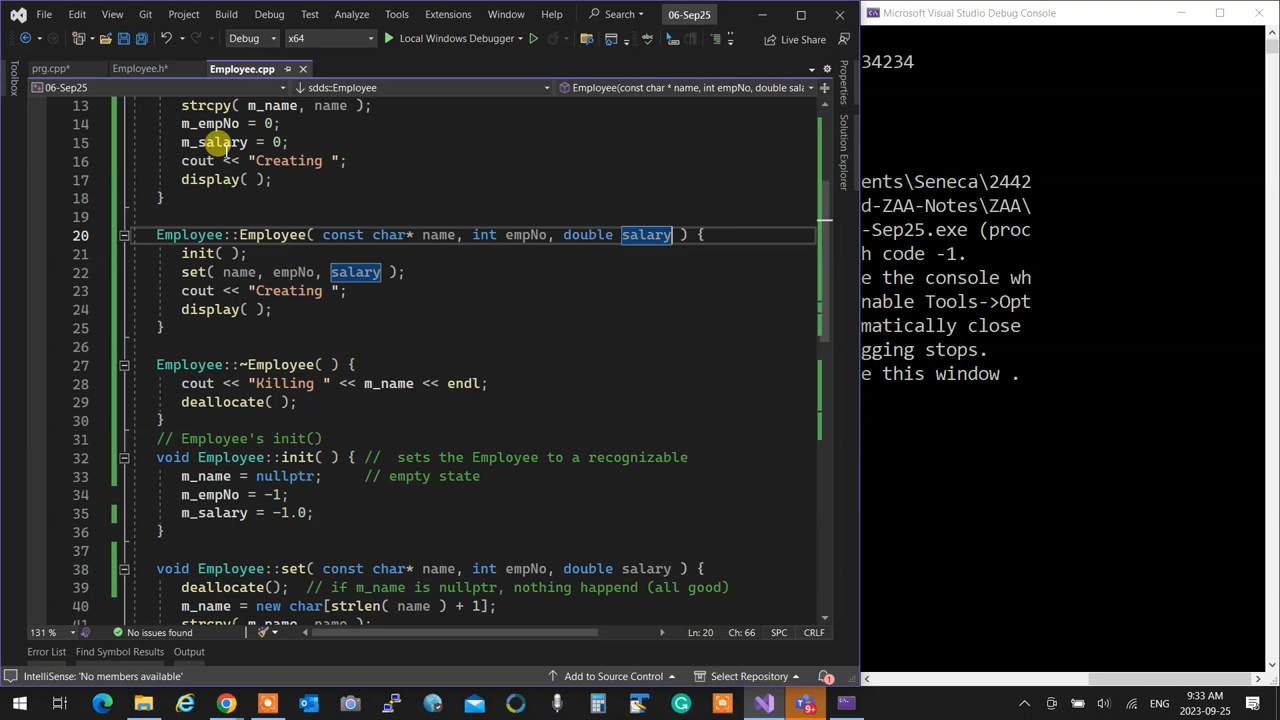 File Edit View Git Project Build Debug Test Analyze Tools Extensions Window Help Search 06-Sep25
Debug x64 Local Windows Debugger Live Share
prg.cpp* Employee.h* Employee.cpp
06-Sep25 sdds::Employee Employee(const char * name, int empNo, double sala
Toolbox
Properties
Solution Explorer
13 strcpy( m_name, name );
14 m_empNo = 0;
15 m_salary = 0;
16 cout << "Creating ";
17 display( );
18 }
19
20 Employee::Employee( const char* name, int empNo, double salary ) {
21 init( );
22 set( name, empNo, salary );
23 cout << "Creating ";
24 display( );
25 }
26
27 Employee::~Employee( ) {
28 cout << "Killing " << m_name << endl;
29 deallocate( );
30 }
31 // Employee's init()
32 void Employee::init( ) { // sets the Employee to a recognizable
33 m_name = nullptr; // empty state
34 m_empNo = -1;
35 m_salary = -1.0;
36 }
37
38 void Employee::set( const char* name, int empNo, double salary ) {
39 deallocate(); // if m_name is nullptr, nothing happend (all good)
40 m_name = new char[strlen( name ) + 1];
41 strcpy( m_name, name );
131 % No issues found Ln: 20 Ch: 66 SPC CRLF
Error List Find Symbol Results Output
IntelliSense: 'No members available' Add to Source Control Select Repository 1
Microsoft Visual Studio Debug Console
34234
ents\Seneca\2442
d-ZAA-Notes\ZAA\
-Sep25.exe (proc
h code -1.
e the console wh
nable Tools->Opt
matically close
gging stops.
e this window .
9+
ENG
9:33 AM
2023-09-25